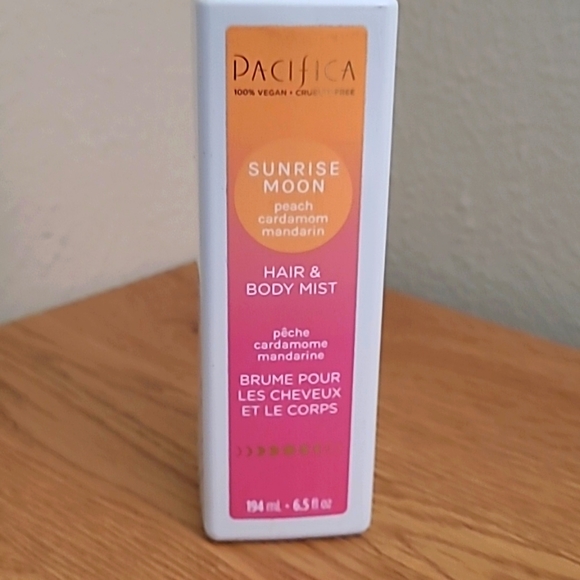 PACIFICA
100% VEGAN • CRUELTY-FREE
SUNRISE
MOON
peach
cardamom
mandarin
HAIR &
BODY MIST
pêche
cardamome
mandarine
BRUME POUR
LES CHEVEUX
ET LE CORPS
194 mL • 6.5 fl oz